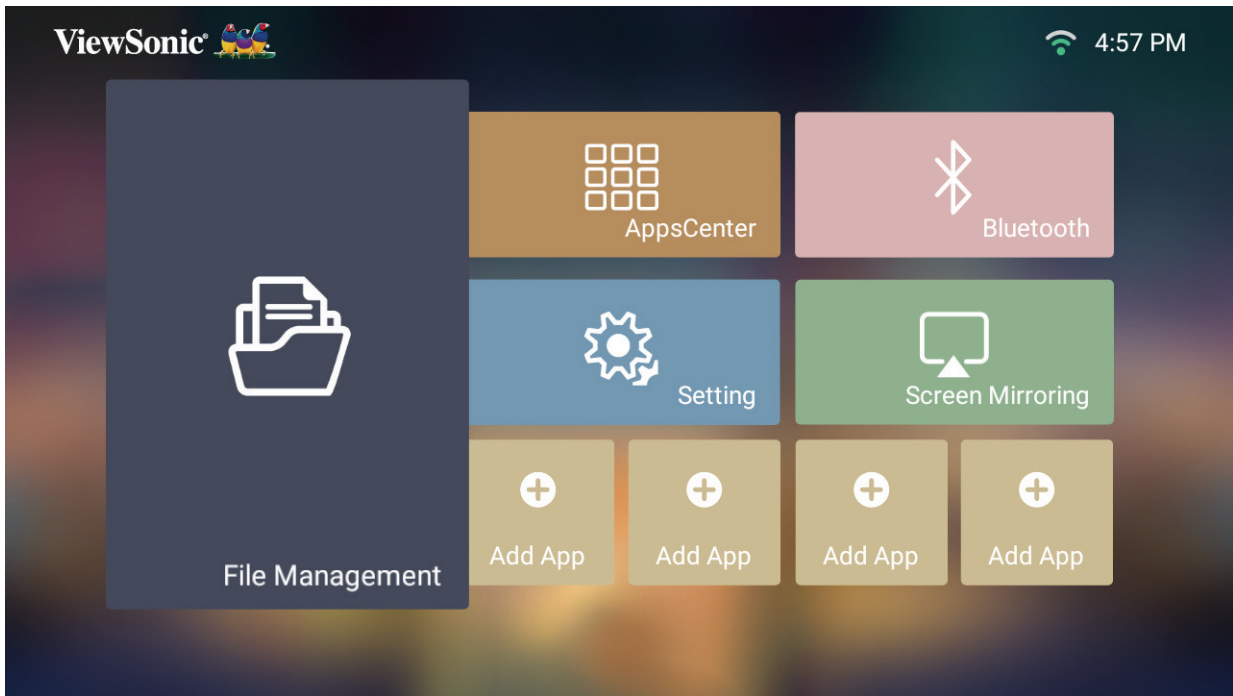 ViewSonic®
4:57 PM
AppsCenter
Bluetooth
Setting
Screen Mirroring
File Management
Add App
Add App
Add App
Add App